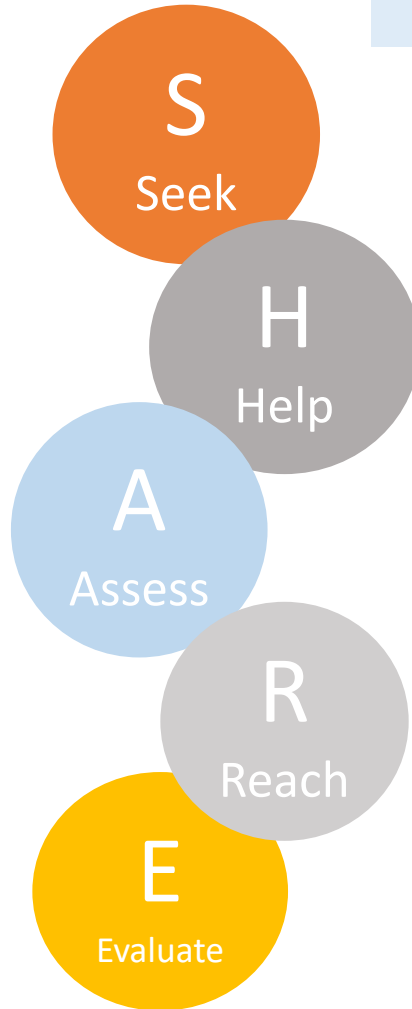 S
Seek
H
Help
A
Assess
R
Reach
E
Evaluate